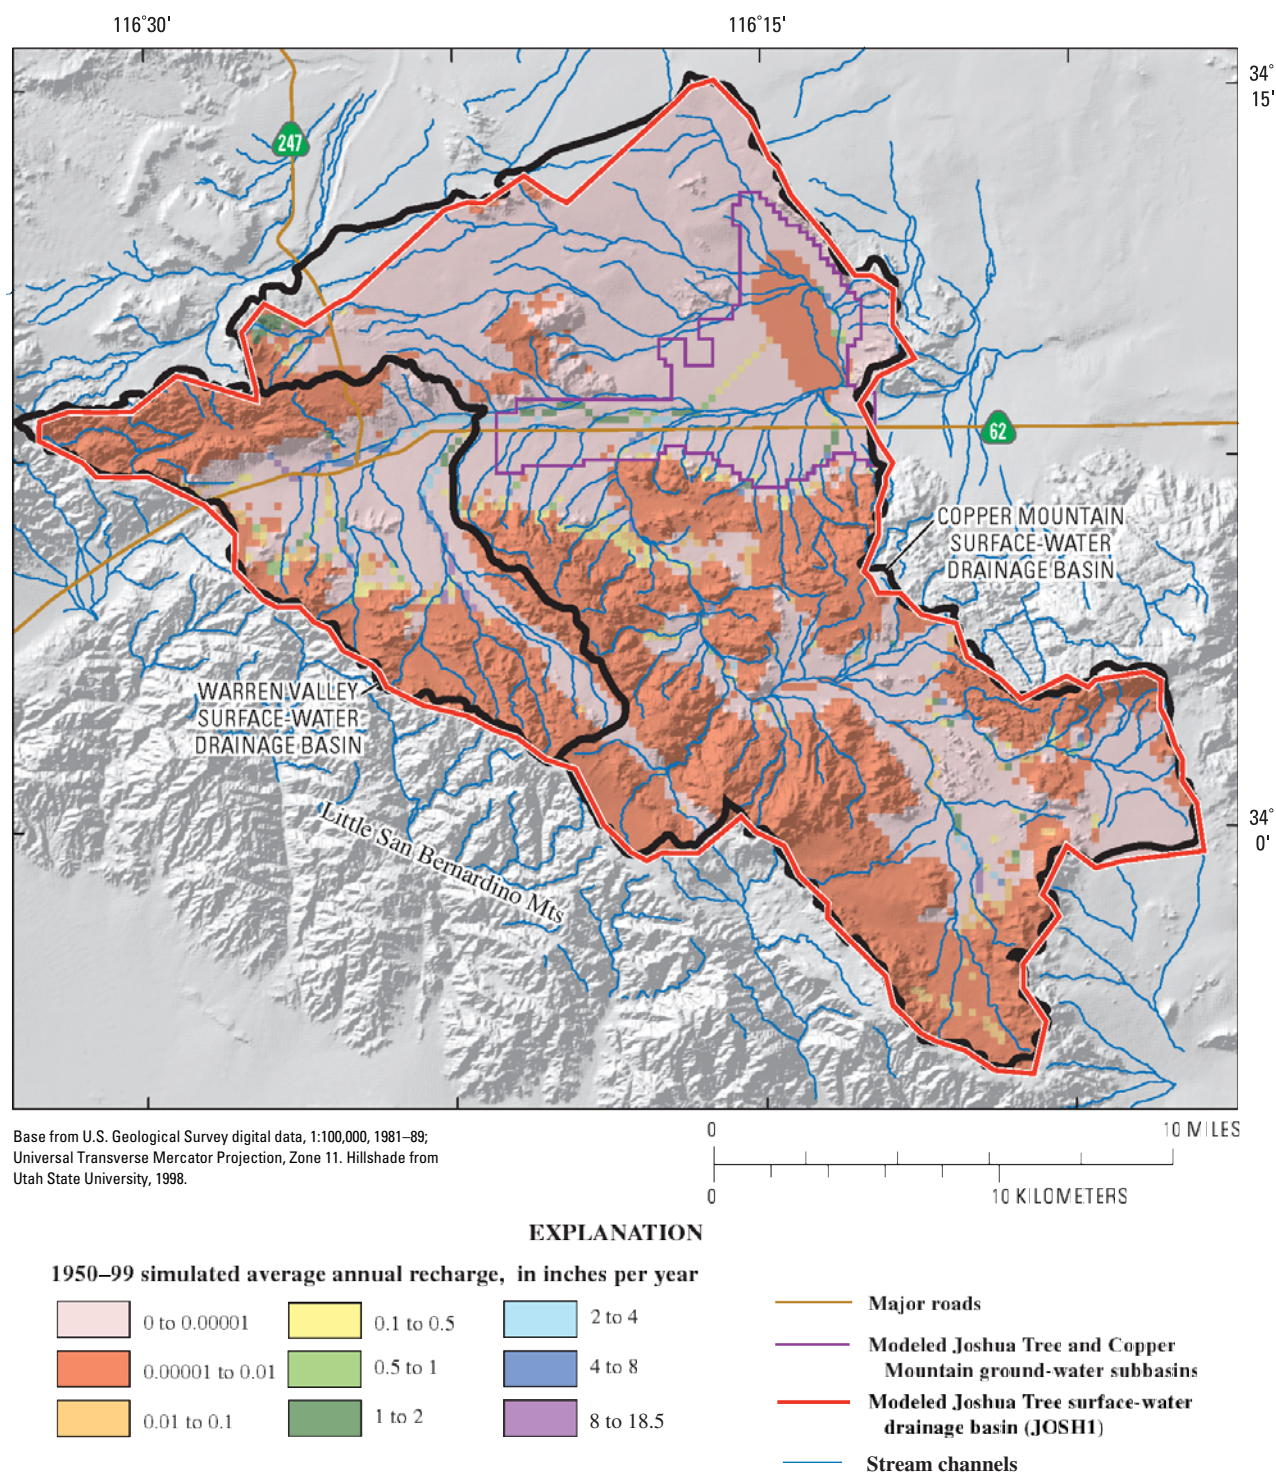 116°30'
116°15'
34°
15'
247
62
COPPER MOUNTAIN
SURFACE-WATER
DRAINAGE BASIN
WARREN VALLEY
SURFACE-WATER
DRAINAGE BASIN
Little San Bernardino Mts
34°
0'
Base from U.S. Geological Survey digital data, 1:100,000, 1981–89;
Universal Transverse Mercator Projection, Zone 11. Hillshade from
Utah State University, 1998.
0 10 MILES
0 10 KILOMETERS
EXPLANATION
1950–99 simulated average annual recharge, in inches per year
0 to 0.00001
0.00001 to 0.01
0.01 to 0.1
0.1 to 0.5
0.5 to 1
1 to 2
2 to 4
4 to 8
8 to 18.5
Major roads
Modeled Joshua Tree and Copper
Mountain ground-water subbasins
Modeled Joshua Tree surface-water
drainage basin (JOSH1)
Stream channels